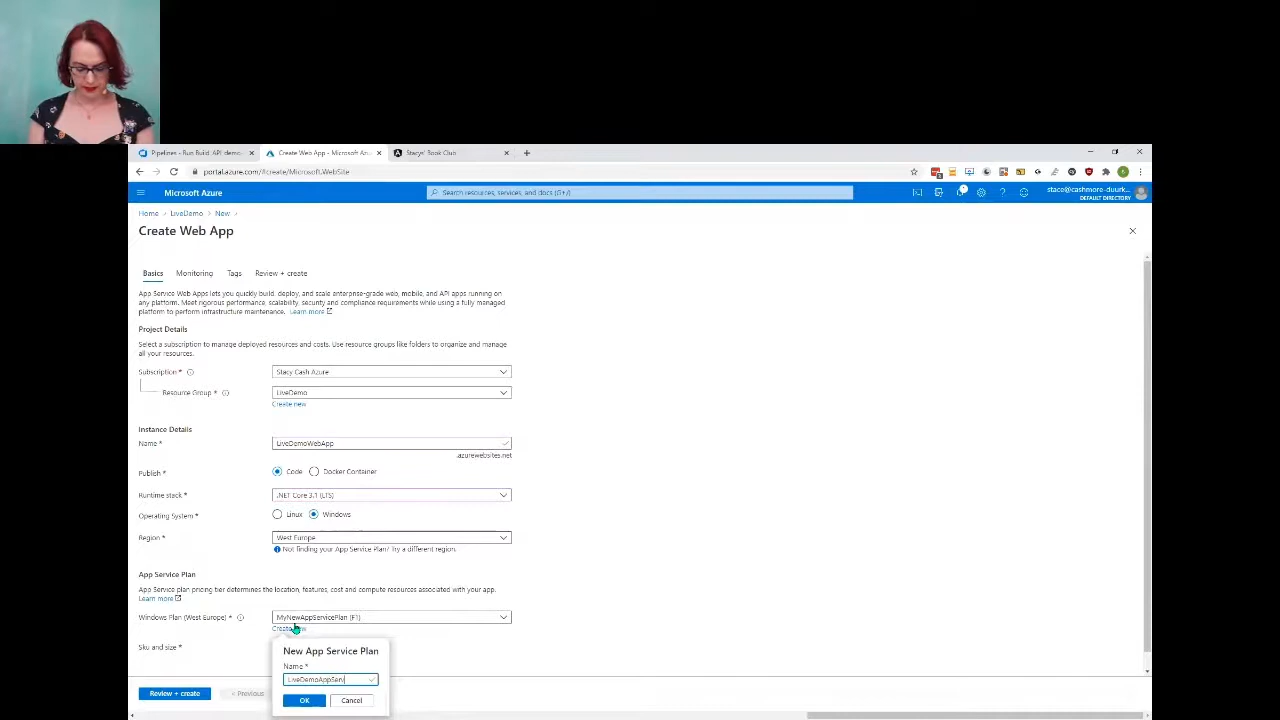 Pipelines - Run Build. API demo
Create Web App - Microsoft Azu
Stacys' Book Club
portal.azure.com/#create/Microsoft.WebSite
Microsoft Azure
Search resources, services, and docs (G+/)
stace@cashmore-duurk...
DEFAULT DIRECTORY
Home > LiveDemo > New >
Create Web App
Basics Monitoring Tags Review + create
App Service Web Apps lets you quickly build, deploy, and scale enterprise-grade web, mobile, and API apps running on
any platform. Meet rigorous performance, scalability, security and compliance requirements while using a fully managed
platform to perform infrastructure maintenance. Learn more
Project Details
Select a subscription to manage deployed resources and costs. Use resource groups like folders to organize and manage
all your resources.
Subscription * Stacy Cash Azure
Resource Group * LiveDemo
Create new
Instance Details
Name * LiveDemoWebApp
.azurewebsites.net
Publish * Code Docker Container
Runtime stack * .NET Core 3.1 (LTS)
Operating System * Linux Windows
Region * West Europe
Not finding your App Service Plan? Try a different region.
App Service Plan
App Service plan pricing tier determines the location, features, cost and compute resources associated with your app.
Learn more
Windows Plan (West Europe) * MyNewAppServicePlan (F1)
Create new
Sku and size *
New App Service Plan
Name *
LiveDemoAppServ
OK Cancel
Review + create < Previous